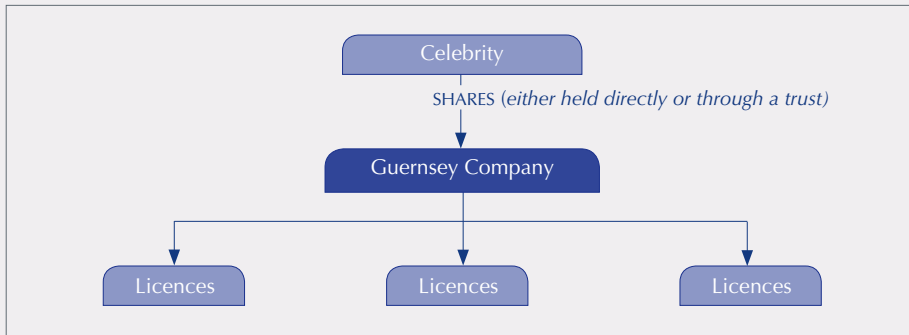 Celebrity
SHARES (either held directly or through a trust)
Guernsey Company
Licences
Licences
Licences